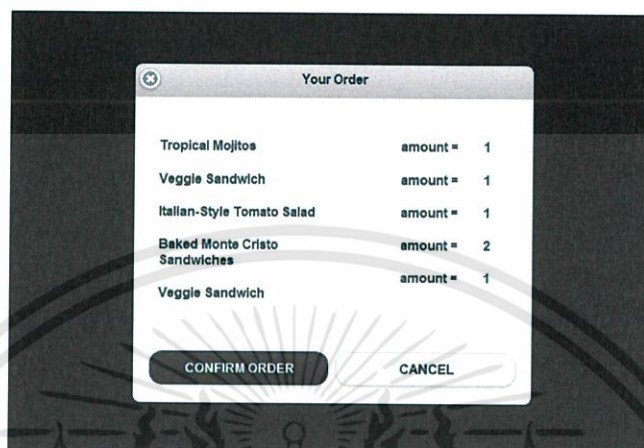 Your Order
Tropical Mojitos amount = 1
Veggie Sandwich amount = 1
Italian-Style Tomato Salad amount = 1
Baked Monte Cristo amount = 2
Sandwiches
amount = 1
Veggie Sandwich
CONFIRM ORDER CANCEL